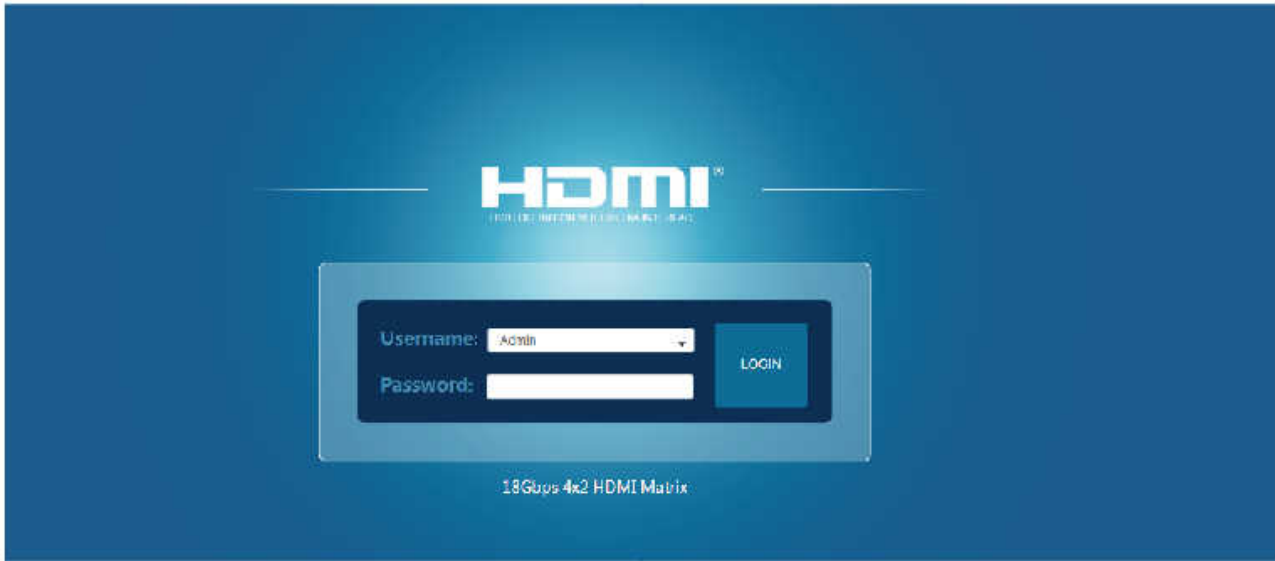 HDMI®
Username: Admin
Password:
LOGIN
18Gbps 4x2 HDMI Matrix